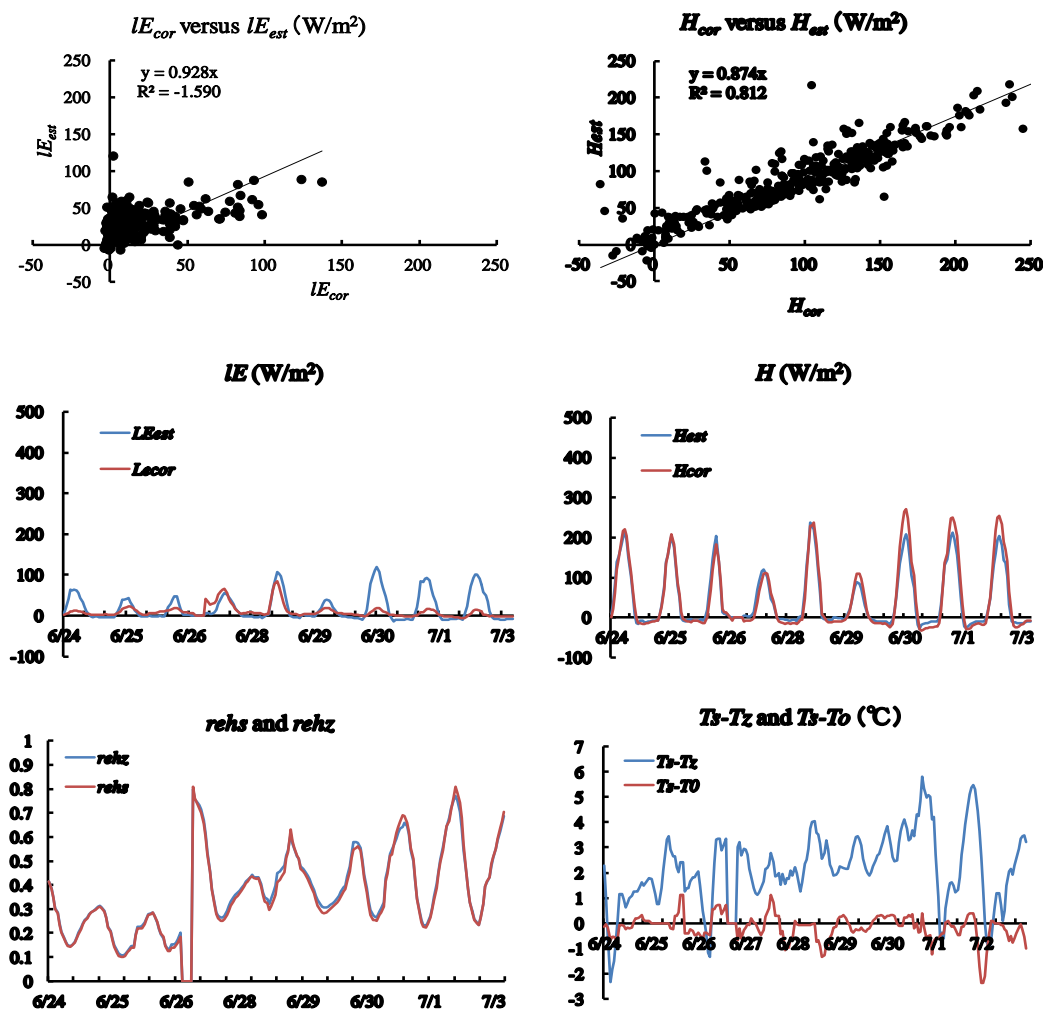 lEcor versus lEest (W/m²)
250
200
150
100
50
0
-50
-50 0 50 100 150 200 250
y = 0.928x
R² = -1.590
lEest
lEcor
Hcor versus Hest (W/m²)
250
200
150
100
50
0
-50
-50 0 50 100 150 200 250
y = 0.874x
R² = 0.812
Hest
Hcor
lE (W/m²)
500
400
300
200
100
0
-100
LEest
Lecor
6/24 6/25 6/26 6/28 6/29 6/30 7/1 7/3
H (W/m²)
500
400
300
200
100
0
-100
Hest
Hcor
6/24 6/25 6/26 6/28 6/29 6/30 7/1 7/3
rehs and rehz
1
0.9
0.8
0.7
0.6
0.5
0.4
0.3
0.2
0.1
0
rehz
rehs
6/24 6/25 6/26 6/28 6/29 6/30 7/1 7/3
Ts-Tz and Ts-To (℃)
7
6
5
4
3
2
1
0
-1
-2
-3
Ts-Tz
Ts-T0
6/24 6/25 6/26 6/27 6/28 6/29 6/30 7/1 7/2